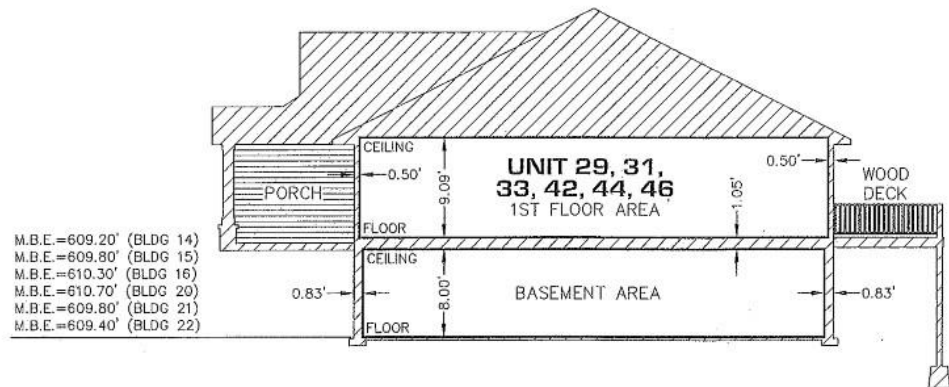 CEILING
UNIT 29, 31,
33, 42, 44, 46
1ST FLOOR AREA
0.50'
0.50'
PORCH
9.09'
1.05'
WOOD
DECK
FLOOR
M.B.E.=609.20' (BLDG 14)
M.B.E.=609.80' (BLDG 15)
M.B.E.=610.30' (BLDG 16)
M.B.E.=610.70' (BLDG 20)
M.B.E.=609.80' (BLDG 21)
M.B.E.=609.40' (BLDG 22)
CEILING
0.83'
8.00'
BASEMENT AREA
0.83'
FLOOR